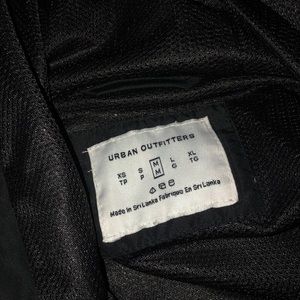 URBAN OUTFITTERS
XS S M L XL
TP P M G TG
Made in Sri Lanka Fabriqué En Sri Lanka